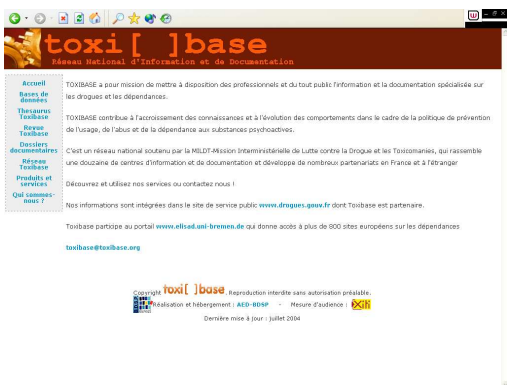 toxi[ ]base
Réseau National d'Information et de Documentation
Accueil
Bases de
données
Thesaurus
Toxibase
Revue
Toxibase
Dossiers
documentaires
Réseau
Toxibase
Produits et
services
Qui sommes-
nous ?
TOXIBASE a pour mission de mettre à disposition des professionnels et du tout public l'information et la documentation spécialisée sur
les drogues et les dépendances.
TOXIBASE contribue à l'accroissement des connaissances et à l'évolution des comportements dans le cadre de la politique de prévention
de l'usage, de l'abus et de la dépendance aux substances psychoactives.
C'est un réseau national soutenu par la MILDT-Mission Interministérielle de Lutte contre la Drogue et les Toxicomanies, qui rassemble
une douzaine de centres d'information et de documentation et développe de nombreux partenariats en France et à l'étranger
Découvrez et utilisez nos services ou contactez nous !
Nos informations sont intégrées dans le site de service public www.drogues.gouv.fr dont Toxibase est partenaire.
Toxibase participe au portail www.elisad.uni-bremen.de qui donne accès à plus de 800 sites européens sur les dépendances
toxibase@toxibase.org
Copyright toxi[ ]base. Reproduction interdite sans autorisation préalable.
Réalisation et hébergement : AED-BDSP - Mesure d'audience : Xiti
Dernière mise à jour : juillet 2004